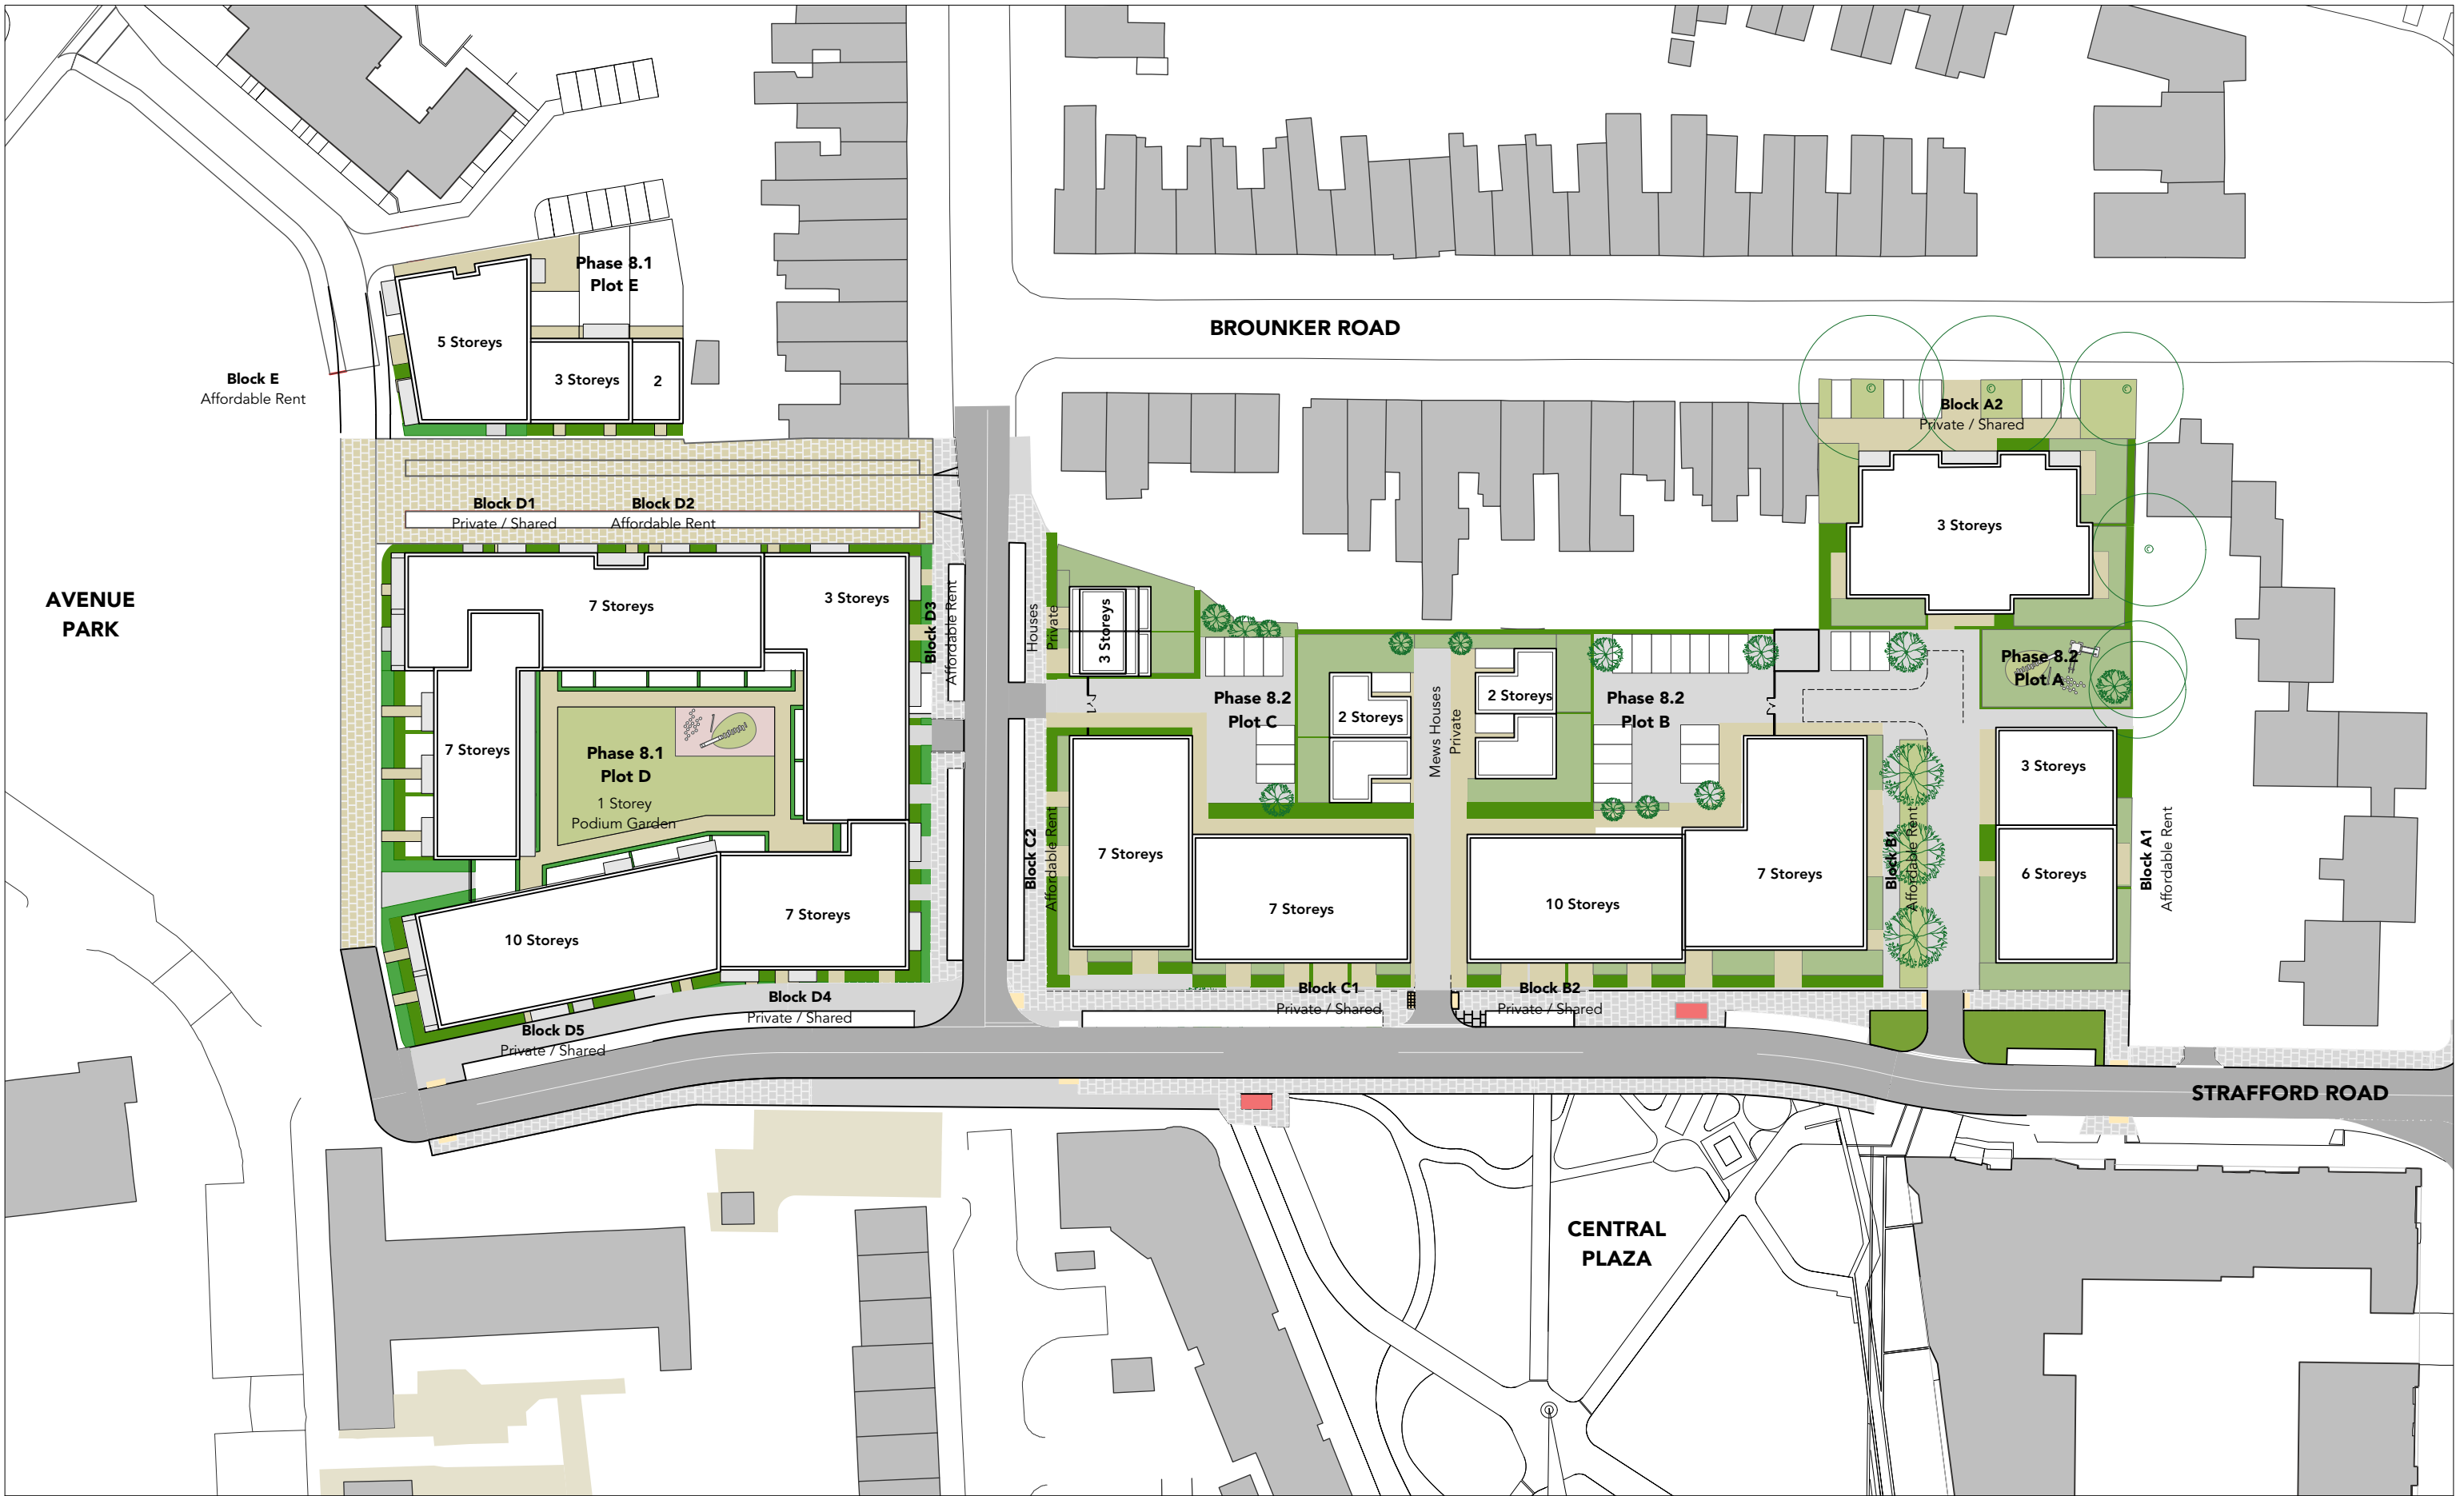 Phase 8.1
Plot E
5 Storeys
3 Storeys
2
Block E
Affordable Rent
BROUNKER ROAD
Block A2
Private / Shared
3 Storeys
Block D1
Private / Shared
Block D2
Affordable Rent
AVENUE
PARK
7 Storeys
3 Storeys
Block D3
Affordable Rent
Houses
Private
3 Storeys
7 Storeys
Phase 8.1
Plot D
1 Storey
Podium Garden
10 Storeys
7 Storeys
Block D4
Private / Shared
Block D5
Private / Shared
Phase 8.2
Plot C
2 Storeys
Mews Houses
Private
2 Storeys
Phase 8.2
Plot B
Phase 8.2
Plot A
Block C2
Affordable Rent
7 Storeys
7 Storeys
10 Storeys
7 Storeys
Block B1
Affordable Rent
3 Storeys
6 Storeys
Block A1
Affordable Rent
Block C1
Private / Shared
Block B2
Private / Shared
STRAFFORD ROAD
CENTRAL
PLAZA